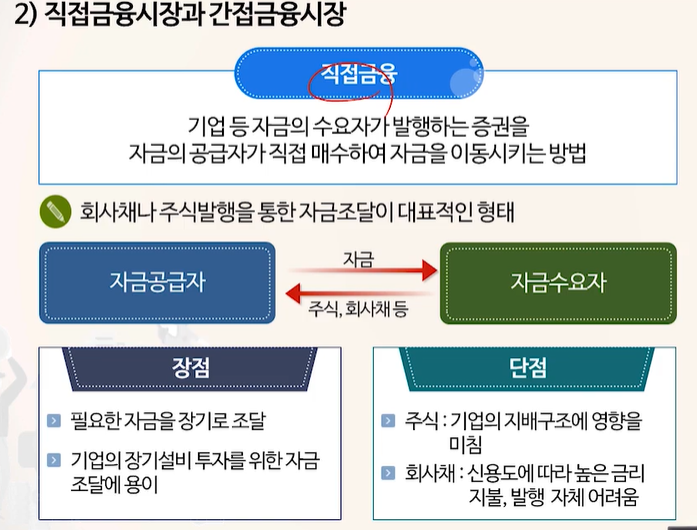 2) 직접금융시장과 간접금융시장
직접금융
기업 등 자금의 수요자가 발행하는 증권을
자금의 공급자가 직접 매수하여 자금을 이동시키는 방법
회사채나 주식발행을 통한 자금조달이 대표적인 형태
자금공급자
자금
주식, 회사채 등
자금수요자
장점
필요한 자금을 장기로 조달
기업의 장기설비 투자를 위한 자금
조달에 용이
단점
주식 : 기업의 지배구조에 영향을
미침
회사채 : 신용도에 따라 높은 금리
지불, 발행 자체 어려움